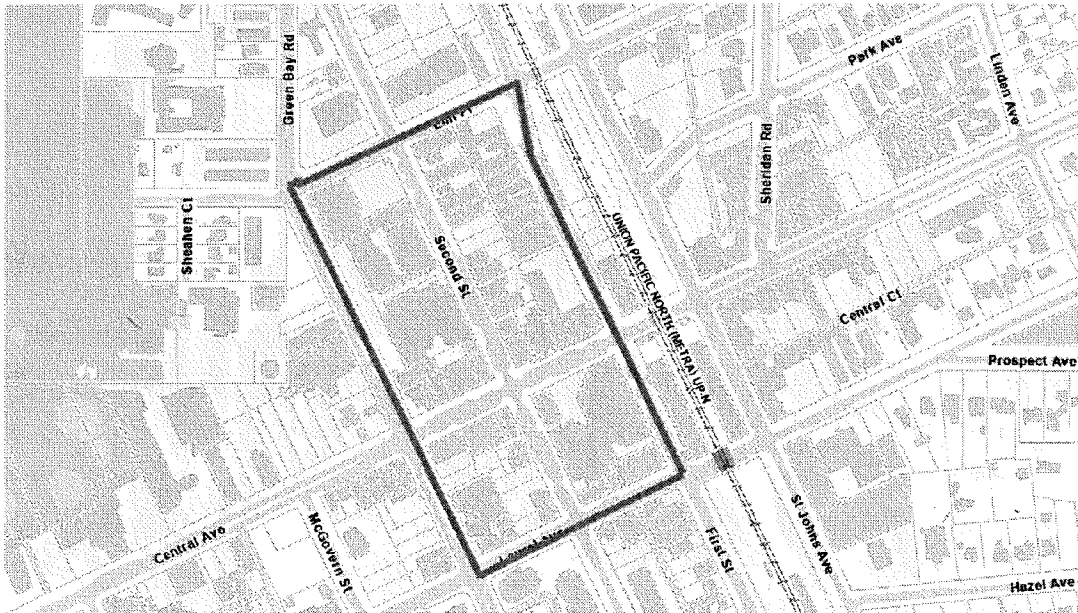 Green Bay Rd
Park Ave
Linden Ave
Elm Pl
Sheridan Rd
Sheahen Ct
Second St
UNION PACIFIC NORTH (METRA) UP-N
Central Ct
Prospect Ave
Central Ave
McGovern St
First St
St Johns Ave
Hazel Ave